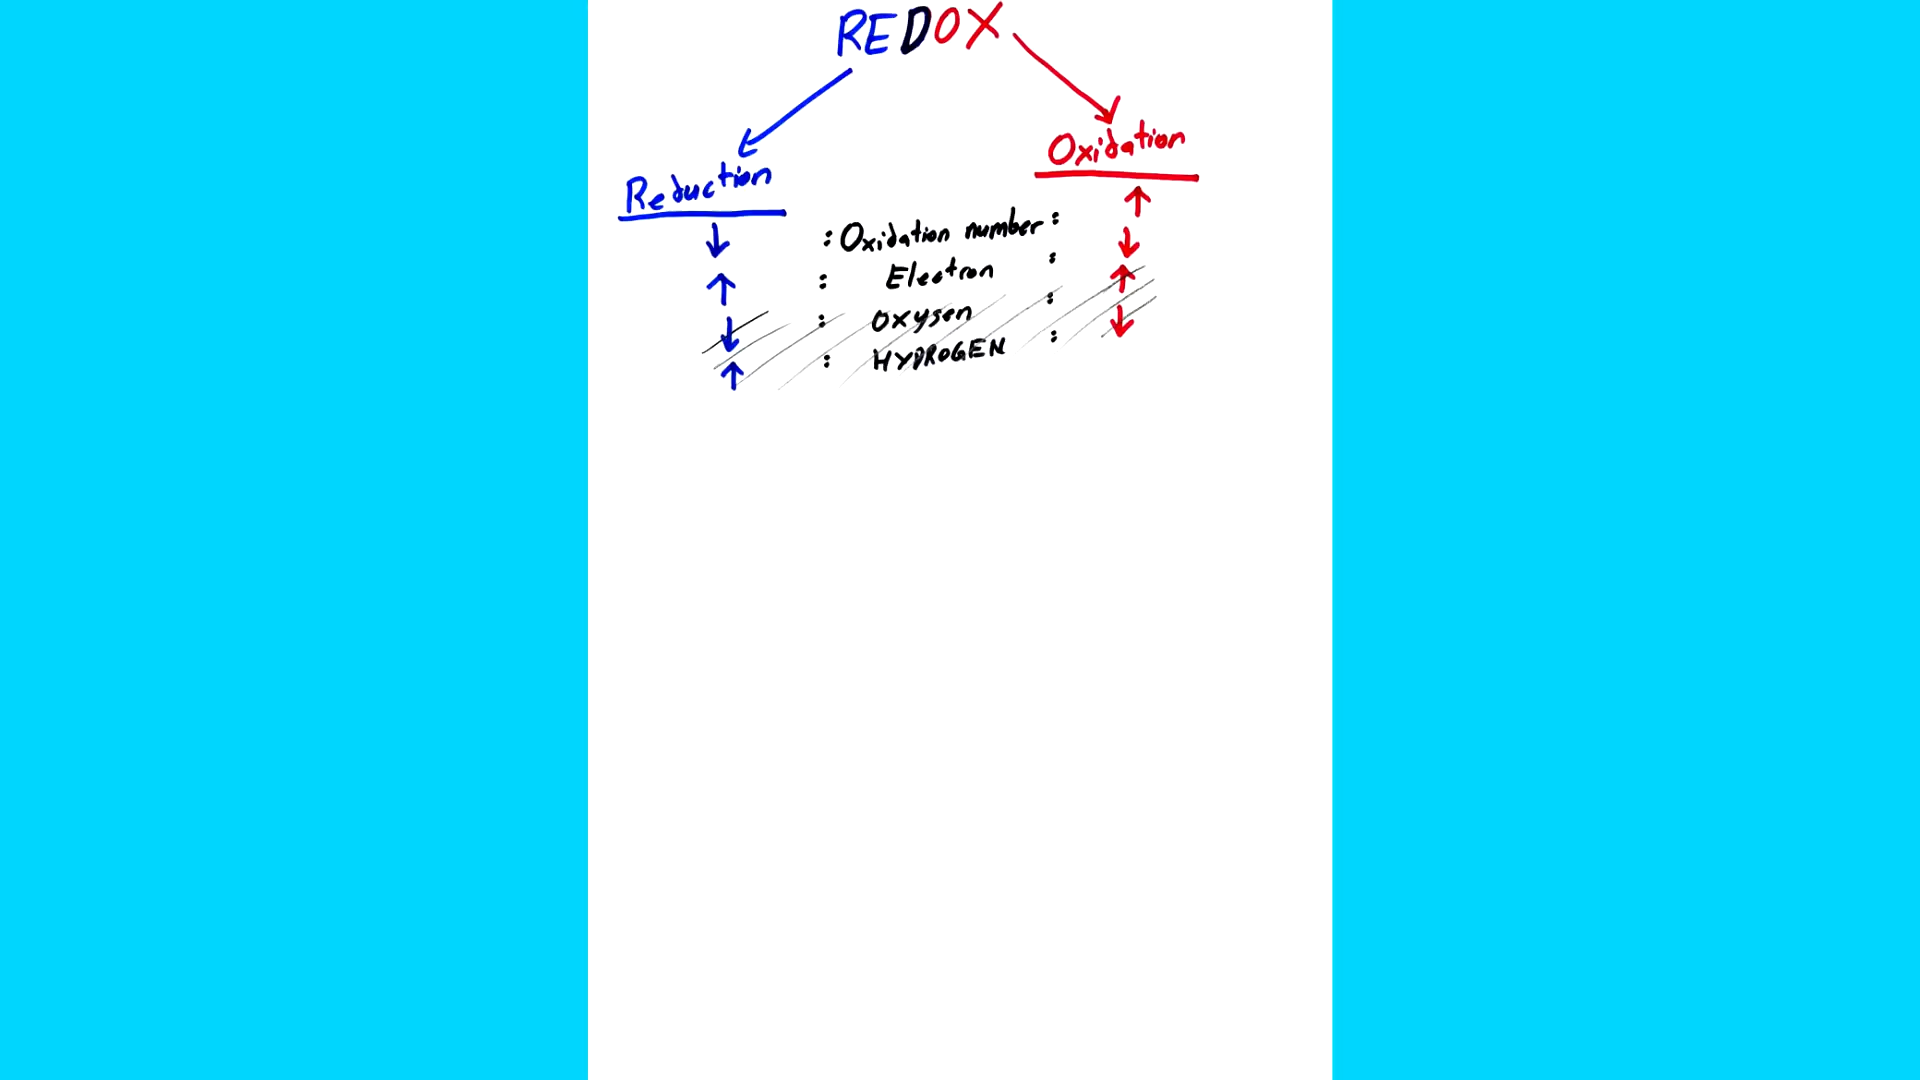 REDOX
Reduction
Oxidation
↓ : Oxidation number : ↑
↑ : Electron : ↓
↓ : Oxygen : ↑
↑ : HYDROGEN : ↓